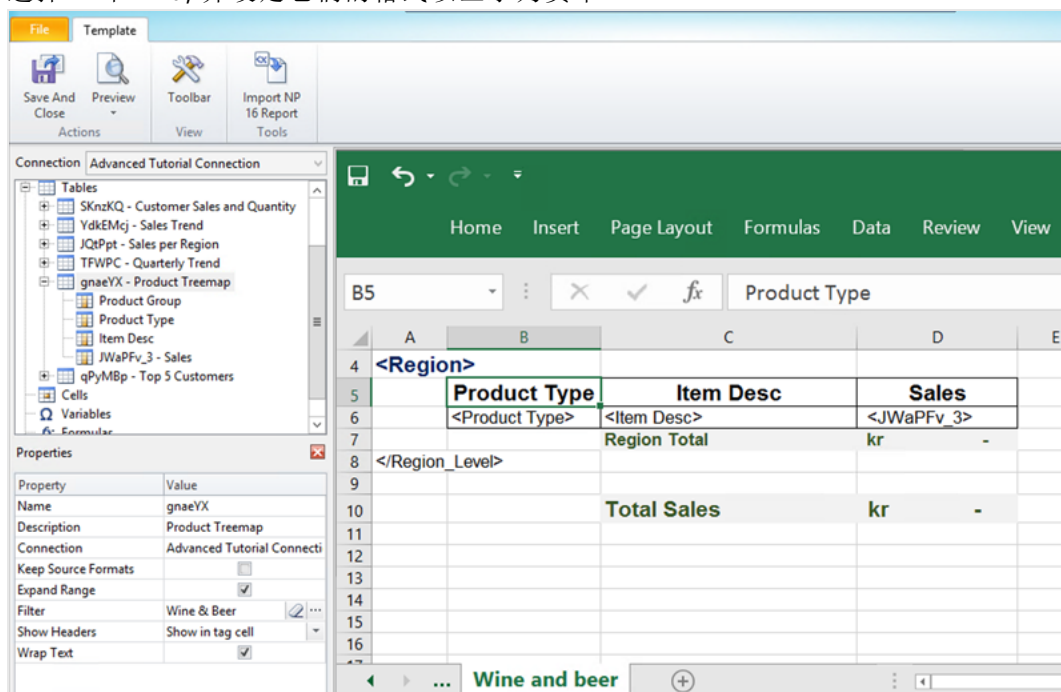 File Template
Save And Close Preview Toolbar Import NP 16 Report
Actions View Tools
Connection Advanced Tutorial Connection
Tables
SKnzKQ - Customer Sales and Quantity
YdkEMcj - Sales Trend
JQtPpt - Sales per Region
TFWPC - Quarterly Trend
gnaeYX - Product Treemap
Product Group
Product Type
Item Desc
JWaPFv_3 - Sales
qPyMBp - Top 5 Customers
Cells
Variables
Properties
Property Value
Name gnaeYX
Description Product Treemap
Connection Advanced Tutorial Connecti
Keep Source Formats
Expand Range
Filter Wine & Beer
Show Headers Show in tag cell
Wrap Text
Home Insert Page Layout Formulas Data Review View
B5 fx Product Type
A B C D E
4 <Region>
5 Product Type Item Desc Sales
6 <Product Type> <Item Desc> <JWaPFv_3>
7 Region Total kr -
8 </Region_Level>
9
10 Total Sales kr -
11
12
13
14
15
16
... Wine and beer